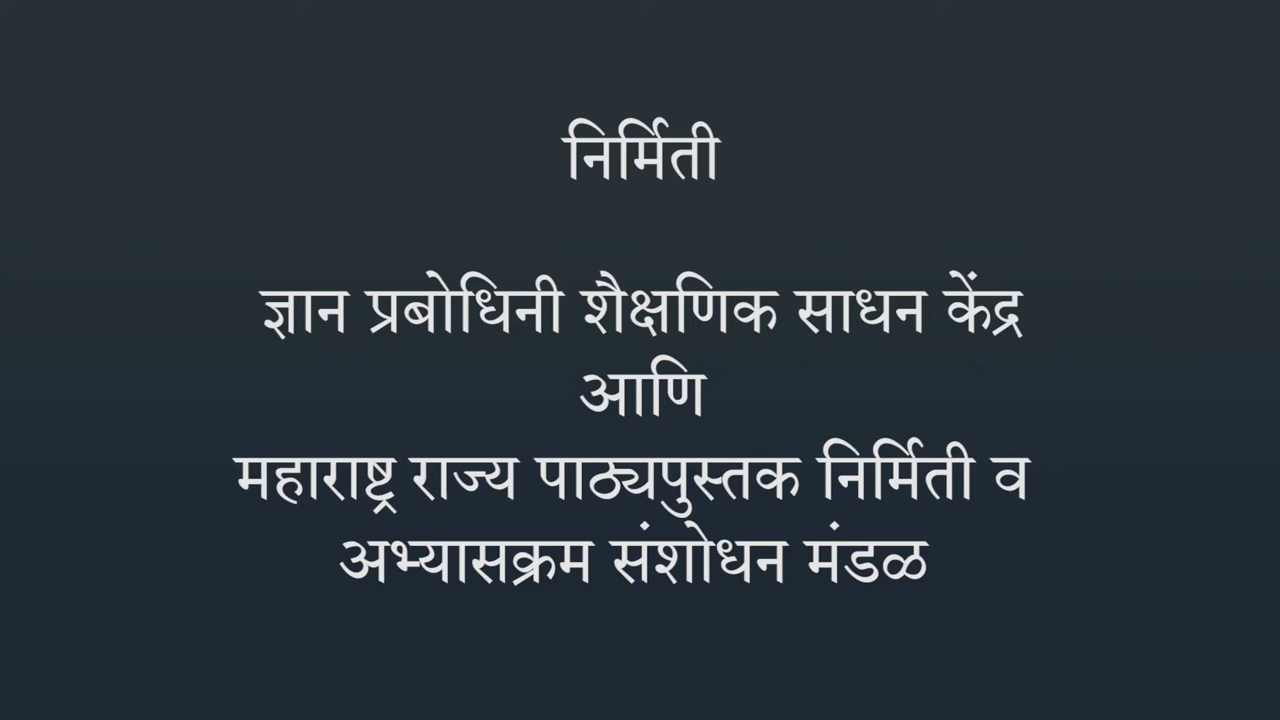 निर्मिती
ज्ञान प्रबोधिनी शैक्षणिक साधन केंद्र
आणि
महाराष्ट्र राज्य पाठ्यपुस्तक निर्मिती व
अभ्यासक्रम संशोधन मंडळ